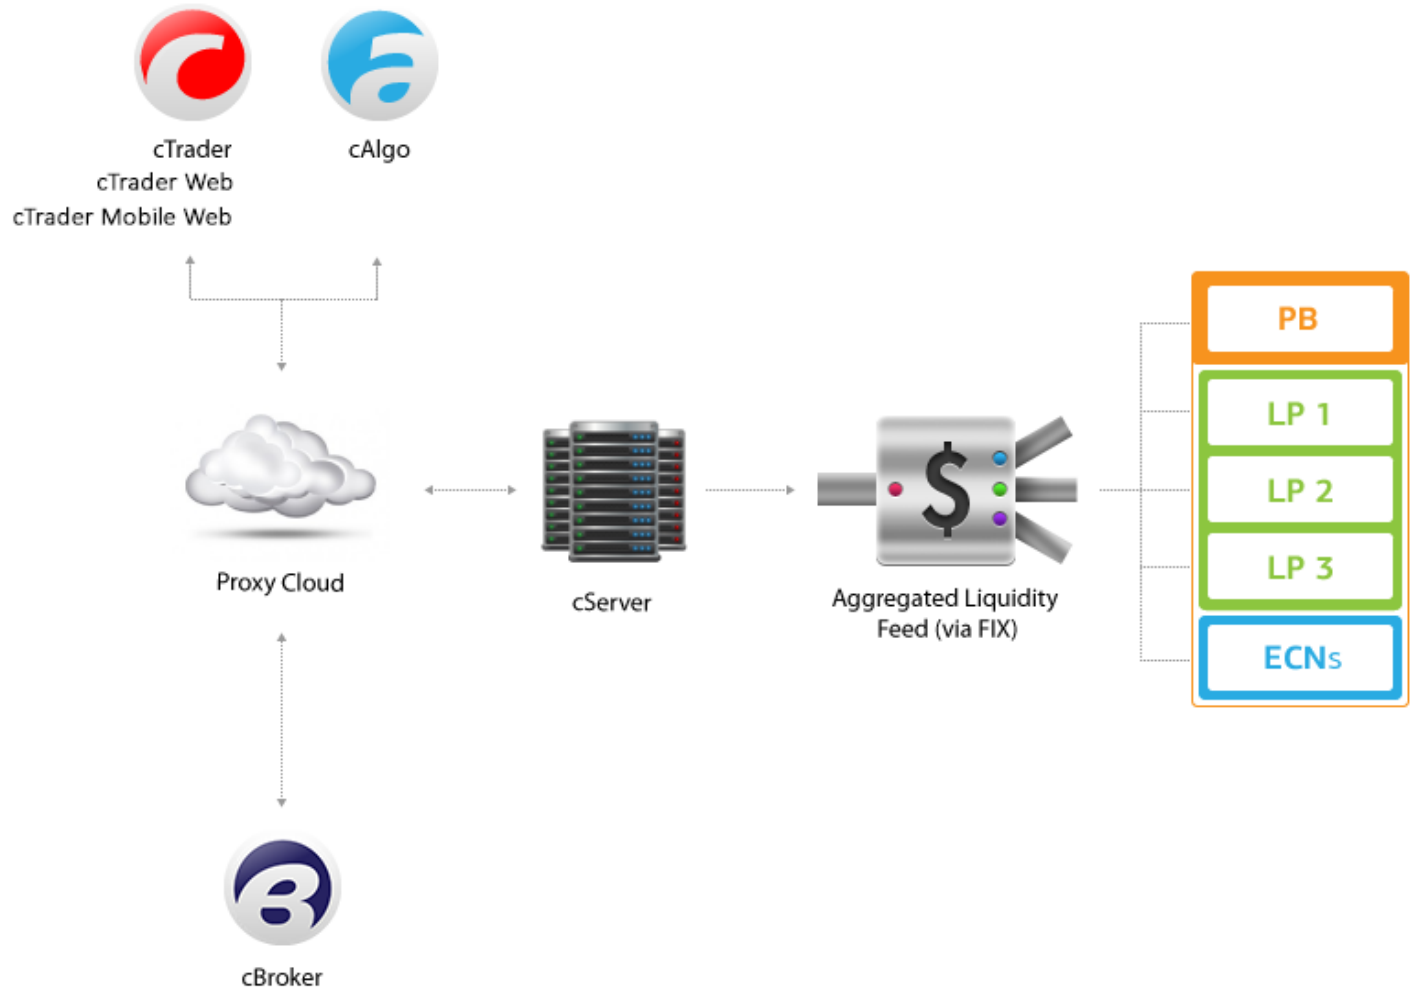 cTrader
cTrader Web
cTrader Mobile Web
cAlgo
Proxy Cloud
cServer
$
Aggregated Liquidity
Feed (via FIX)
PB
LP 1
LP 2
LP 3
ECNs
cBroker